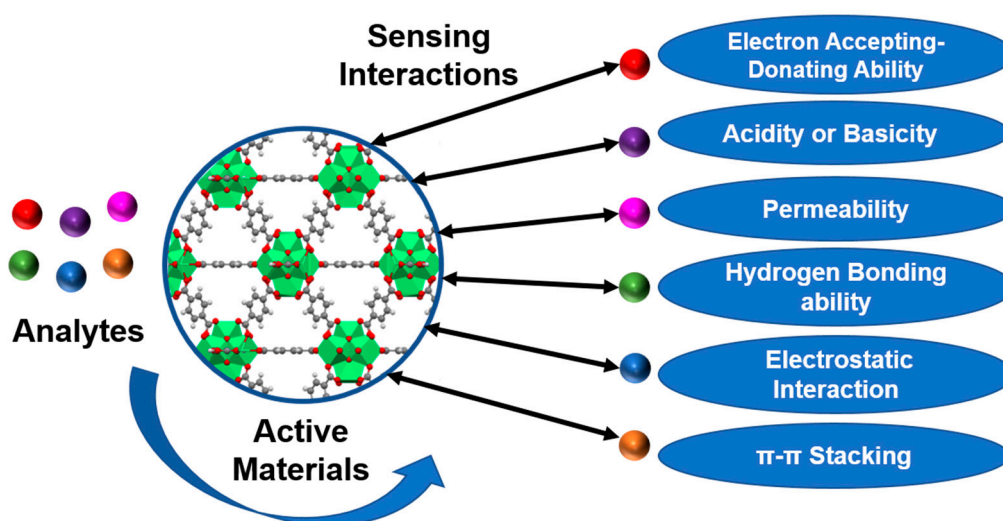 Sensing
Interactions
Electron Accepting-
Donating Ability
Acidity or Basicity
Permeability
Hydrogen Bonding
ability
Electrostatic
Interaction
π-π Stacking
Analytes
Active
Materials